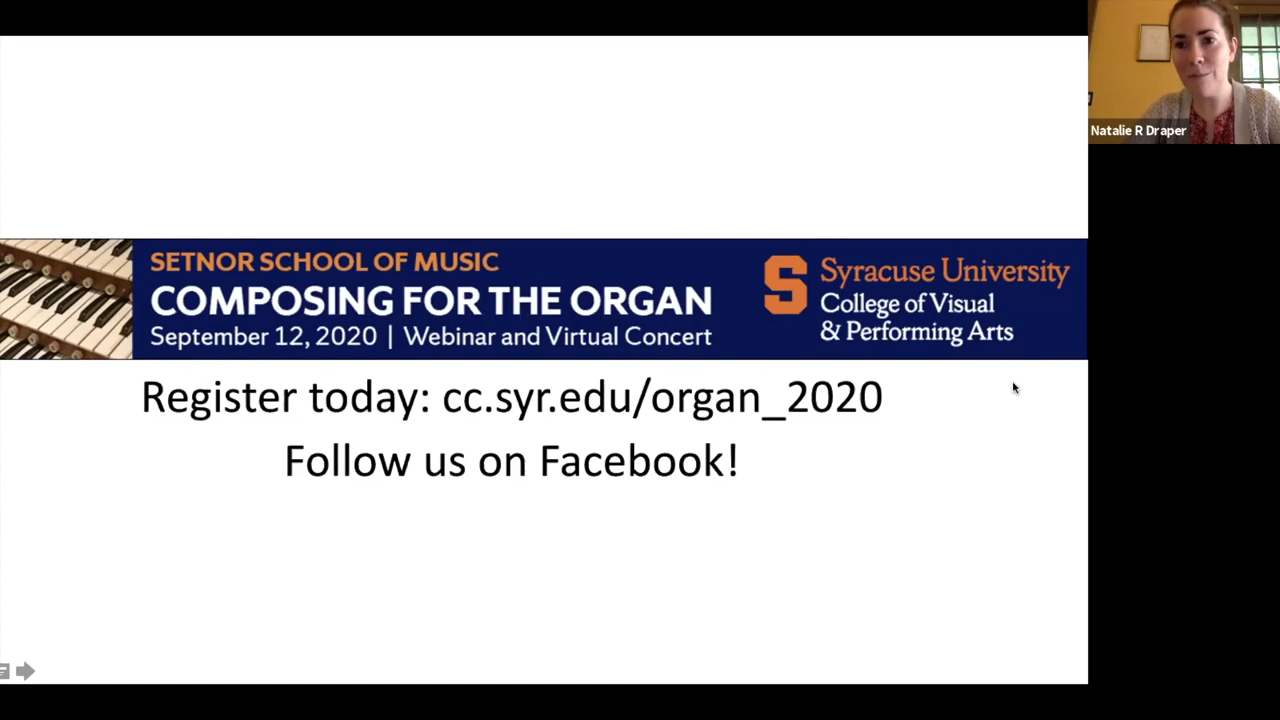 SETNOR SCHOOL OF MUSIC
COMPOSING FOR THE ORGAN
September 12, 2020 | Webinar and Virtual Concert
S
Syracuse University
College of Visual
& Performing Arts
Register today: cc.syr.edu/organ_2020
Follow us on Facebook!
Natalie R Draper